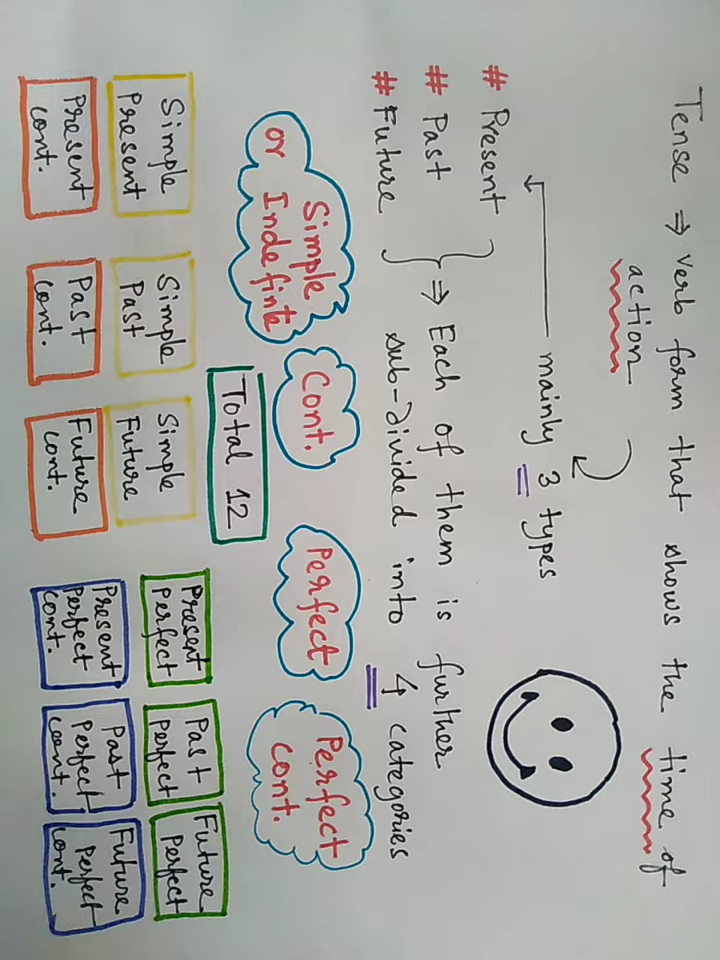 Tense ⇒ verb form that shows the time of
action
mainly 3 types
# Present
# Past
# Future
⇒ Each of them is further
sub-divided into 4 categories
Simple
or Indefinte
Cont.
Perfect
Perfect
cont.
Total 12
Simple
Present
Simple
Past
Simple
Future
Present
Perfect
Past
Perfect
Future
Perfect
Present
cont.
Past
cont.
Future
cont.
Present
Perfect
cont.
Past
Perfect
cont.
Future
Perfect
cont.